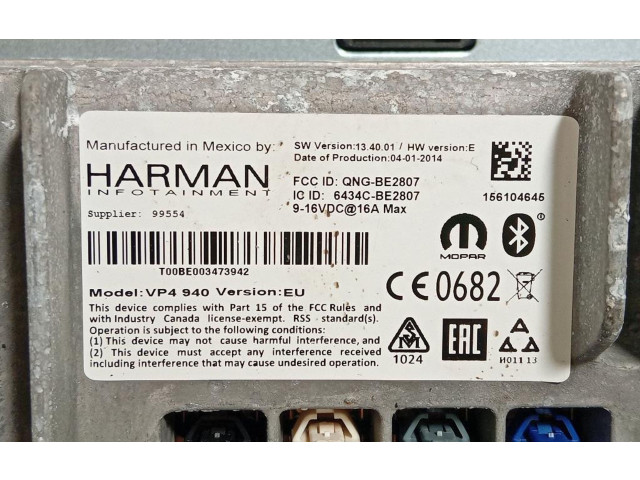 Manufactured in Mexico by:
HARMAN
INFOTAINMENT
Supplier: 99554
SW Version:13.40.01 / HW version:E
Date of Production:04-01-2014
FCC ID: QNG-BE2807
IC ID: 6434C-BE2807
9-16VDC@16A Max
156104645
MOPAR
T00BE003473942
Model:VP4 940 Version:EU
This device complies with Part 15 of the FCC Rules and
with Industry Canada license-exempt. RSS standard(s).
Operation is subject to the following conditions:
(1) This device may not cause harmful interference, and
(2) This device must accept any interference received
including interference that may cause undesired operation.
CE0682
1024
EAC
И011 13